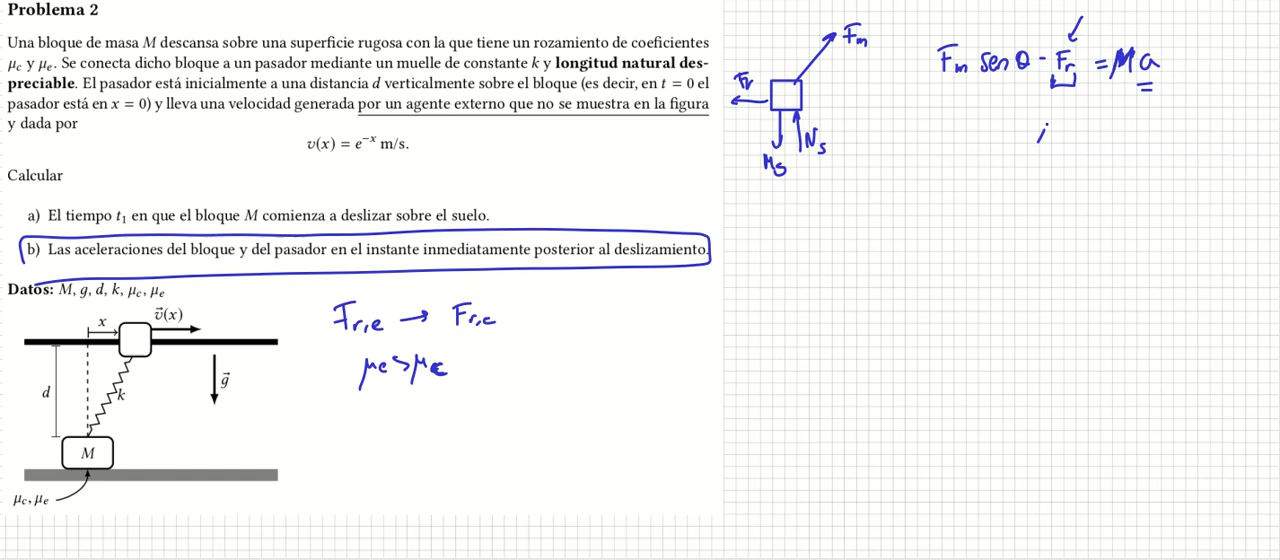 Problema 2
Una bloque de masa M descansa sobre una superficie rugosa con la que tiene un rozamiento de coeficientes
μc y μe. Se conecta dicho bloque a un pasador mediante un muelle de constante k y longitud natural des-
preciable. El pasador está inicialmente a una distancia d verticalmente sobre el bloque (es decir, en t = 0 el
pasador está en x = 0) y lleva una velocidad generada por un agente externo que no se muestra en la figura
y dada por
v(x) = e^{-x} m/s.
Calcular
a) El tiempo t₁ en que el bloque M comienza a deslizar sobre el suelo.
b) Las aceleraciones del bloque y del pasador en el instante inmediatamente posterior al deslizamiento.
Datos: M, g, d, k, μc, μe
x
v⃗(x)
d
k
g⃗
M
μc, μe
Fr,e → Fr,c
μe > μc
Fm
Fr
Mg
Ns
Fm sen θ - Fr = Ma